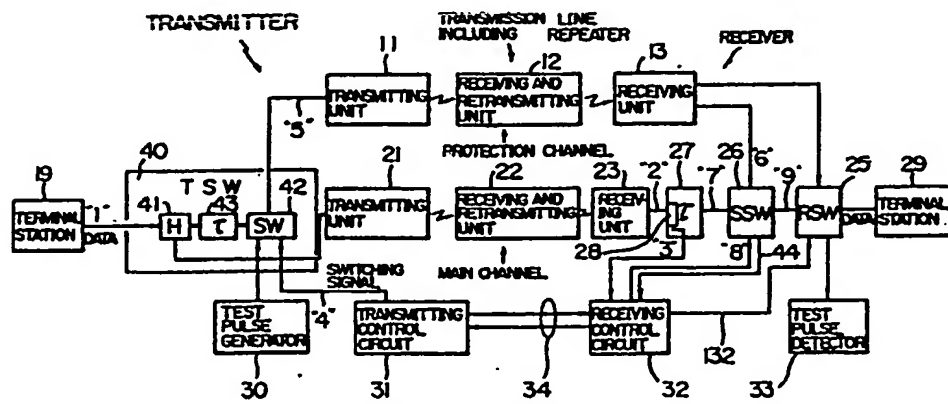 TRANSMITTER
TRANSMISSION LINE
INCLUDING REPEATER
RECEIVER
11
12
13
TRANSMITTING
UNIT
RECEIVING AND
RETRANSMITTING
UNIT
RECEIVING
UNIT
"5"
PROTECTION CHANNEL
19
40
21
22
23
"2"
27
"7"
26
"6"
"9"
25
29
TSW
41
43
42
TERMINAL
STATION
"1"
DATA
H
τ
SW
TRANSMITTING
UNIT
RECEIVING AND
RETRANSMITTING
UNIT
RECEIV-
ING
UNIT
τ
SSW
RSW
DATA
TERMINAL
STATION
28
"3"
"8"
44
MAIN CHANNEL
SWITCHING
SIGNAL
"4"
TEST
PULSE
GENERATOR
TRANSMITTING
CONTROL
CIRCUIT
RECEIVING
CONTROL
CIRCUIT
132
TEST
PULSE
DETECTOR
30
31
34
32
33